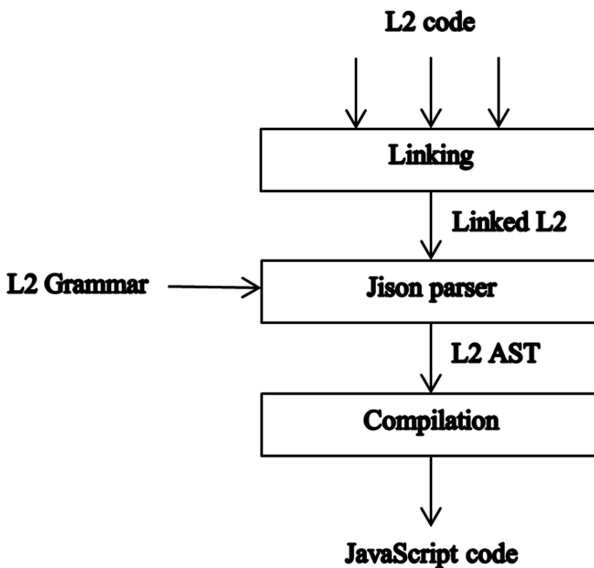 L2 code
Linking
Linked L2
L2 Grammar
Jison parser
L2 AST
Compilation
JavaScript code